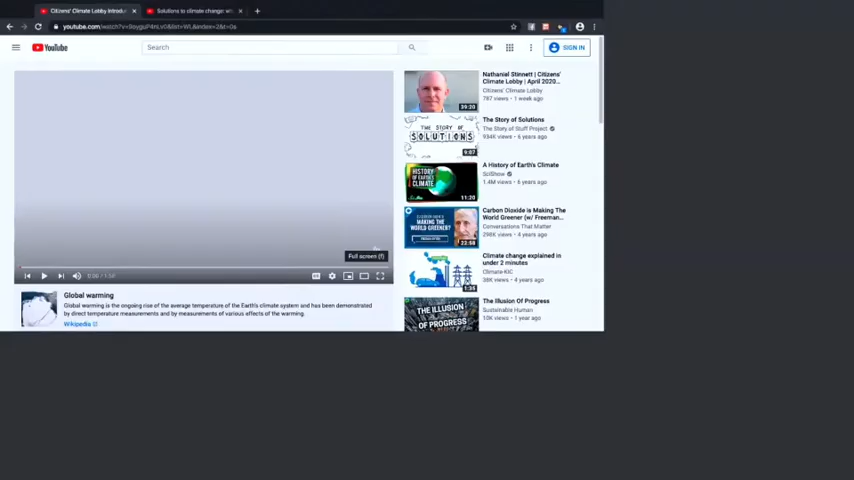 Citizens' Climate Lobby Introduc
Solutions to climate change: wh
Search
YouTube
SIGN IN
Nathaniel Stinnett | Citizens'
Climate Lobby | April 2020...
Citizens' Climate Lobby
787 views • 1 week ago
39:20
The Story of Solutions
The Story of Stuff Project
934K views • 6 years ago
THE STORY OF
SOLUTIONS
9:07
A History of Earth's Climate
SciShow
1.4M views • 6 years ago
HISTORY
OF EARTH'S
CLIMATE
11:20
Carbon Dioxide is Making The
World Greener (w/ Freeman...
Conversations That Matter
298K views • 4 years ago
MAKING THE
WORLD GREENER?
23:58
Climate change explained in
under 2 minutes
Climate-KIC
38K views • 4 years ago
1:35
The Illusion Of Progress
Sustainable Human
10K views • 1 year ago
THE ILLUSION
OF PROGRESS
Full screen (f)
Global warming
Global warming is the ongoing rise of the average temperature of the Earth's climate system and has been demonstrated
by direct temperature measurements and by measurements of various effects of the warming.
Wikipedia